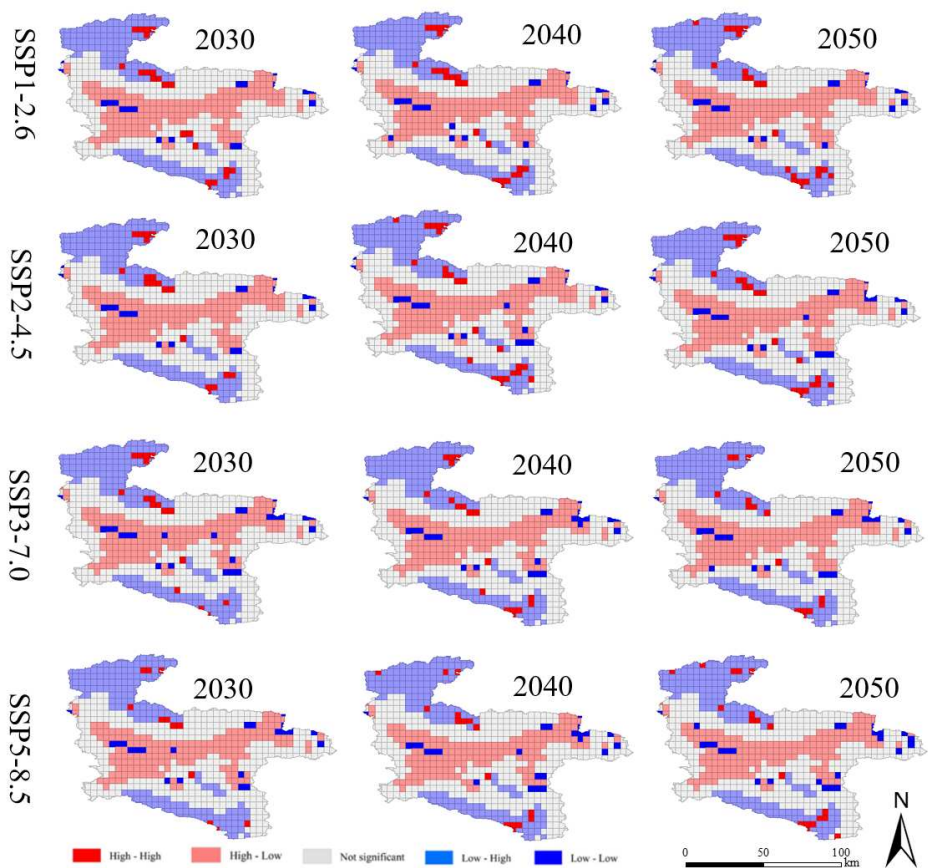 SSP1-2.6
2030
2040
2050
SSP2-4.5
2030
2040
2050
SSP3-7.0
2030
2040
2050
SSP5-8.5
2030
2040
2050
High - High
High - Low
Not significant
Low - High
Low - Low
0
50
100
km
N